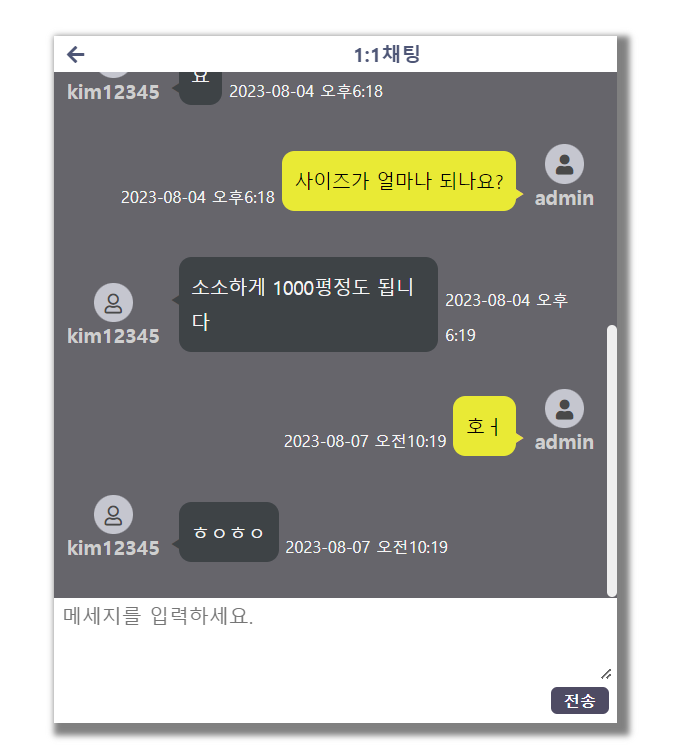 1:1채팅
요
kim12345
2023-08-04 오후6:18
사이즈가 얼마나 되나요?
2023-08-04 오후6:18
admin
소소하게 1000평정도 됩니
다
2023-08-04 오후
6:19
kim12345
호ㅓ
2023-08-07 오전10:19
admin
ㅎㅇㅎㅇ
kim12345
2023-08-07 오전10:19
메세지를 입력하세요.
전송